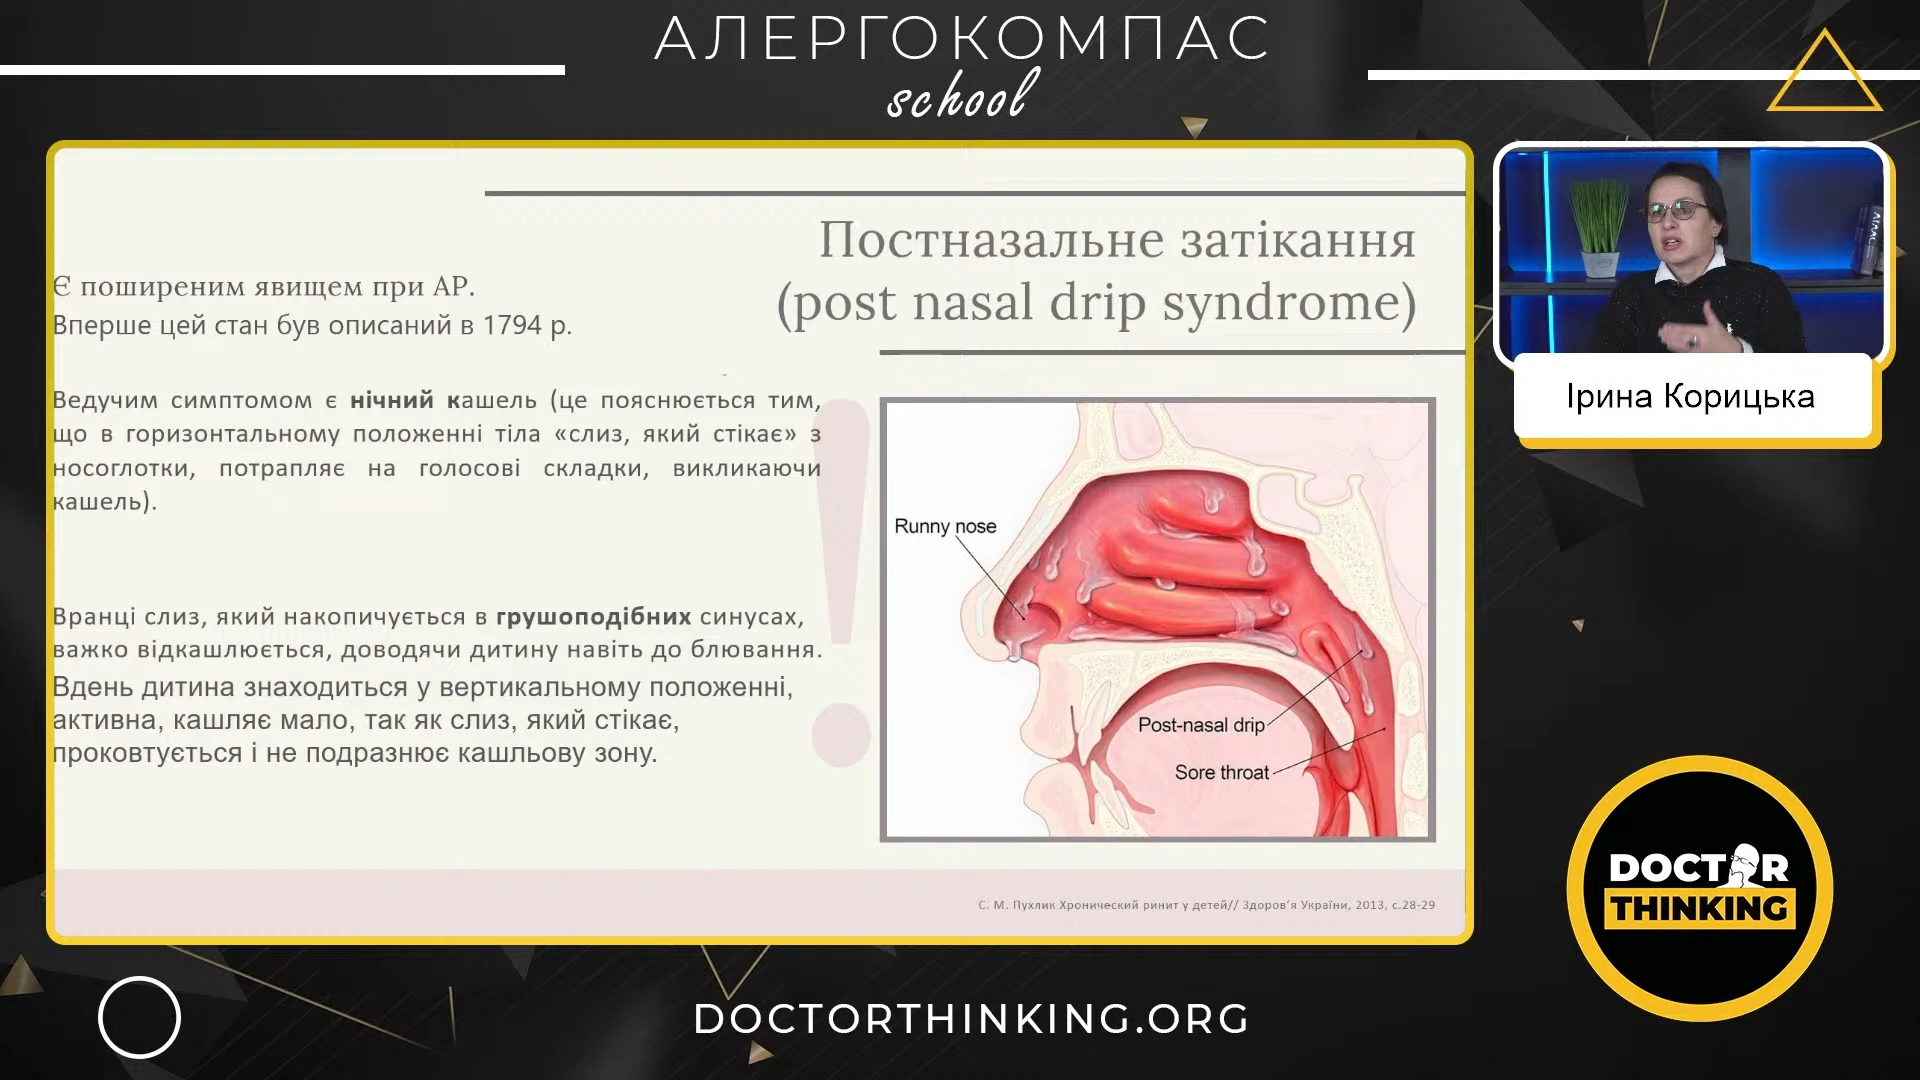 АЛЕРГОКОМПАС
school
Постназальне затікання
(post nasal drip syndrome)
Є поширеним явищем при АР.
Вперше цей стан був описаний в 1794 р.
Ведучим симптомом є нічний кашель (це пояснюється тим,
що в горизонтальному положенні тіла «слиз, який стікає» з
носоглотки, потрапляє на голосові складки, викликаючи
кашель).
Вранці слиз, який накопичується в грушоподібних синусах,
важко відкашлюється, доводячи дитину навіть до блювання.
Вдень дитина знаходиться у вертикальному положенні,
активна, кашляє мало, так як слиз, який стікає,
проковтується і не подразнює кашльову зону.
Runny nose
Post-nasal drip
Sore throat
С. М. Пухлик Хронический ринит у детей// Здоров’я України, 2013, с.28-29
Ірина Корицька
DOCTOR
THINKING
DOCTORTHINKING.ORG